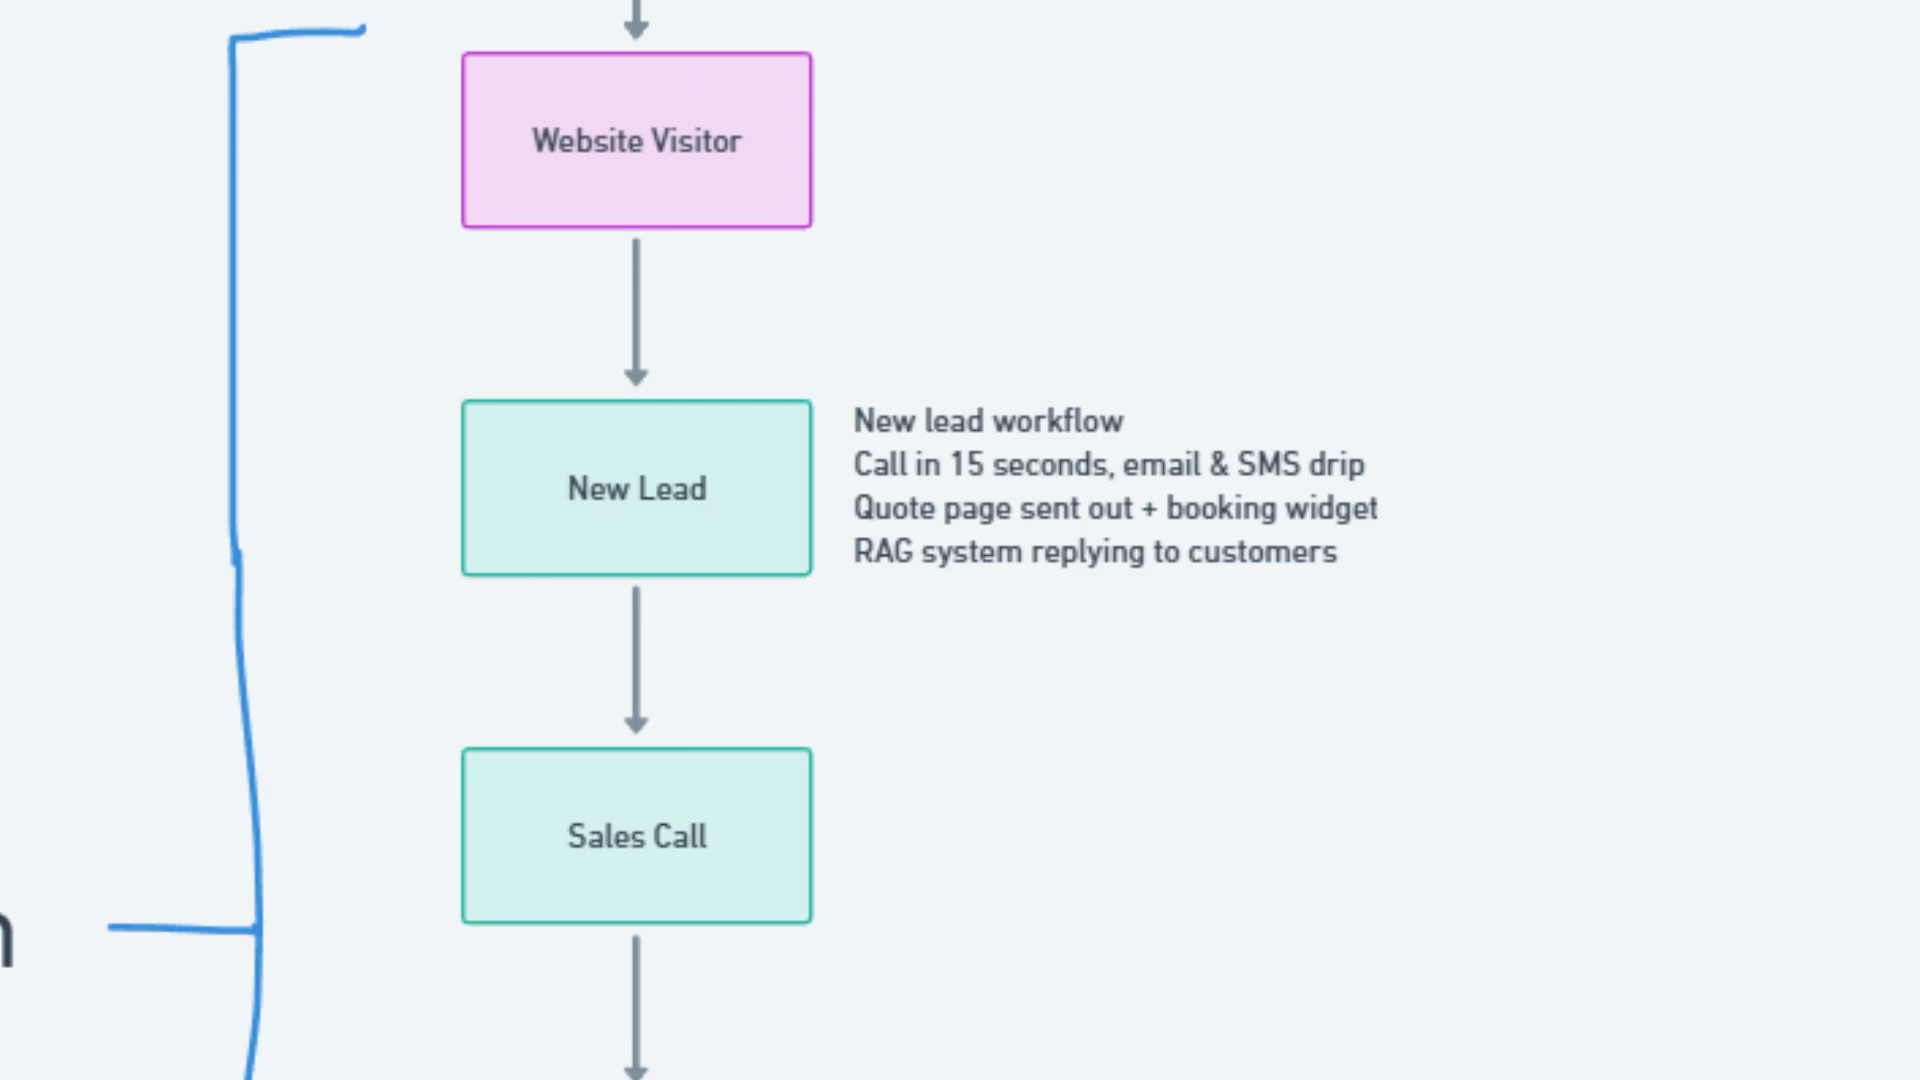 Website Visitor
New Lead
New lead workflow
Call in 15 seconds, email & SMS drip
Quote page sent out + booking widget
RAG system replying to customers
Sales Call